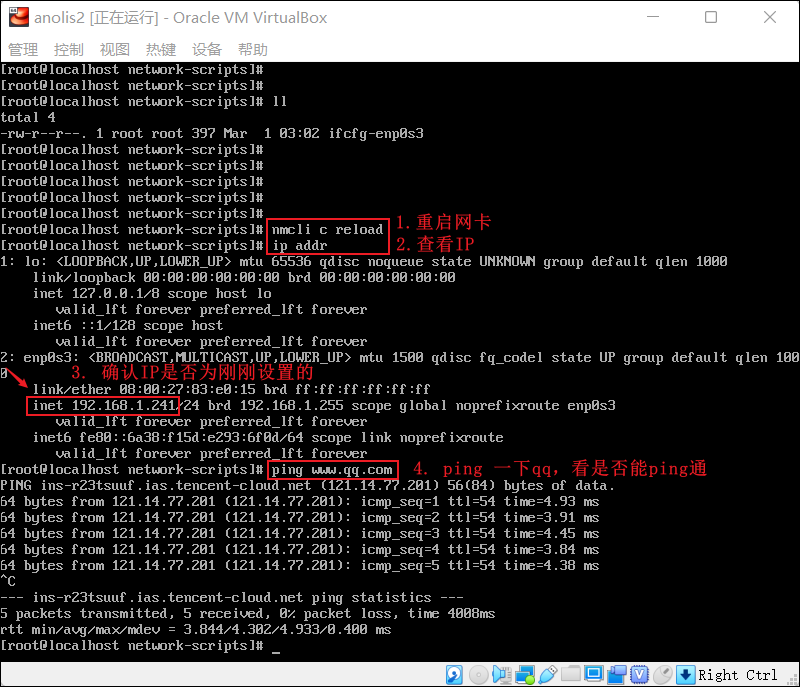 anolis2 [正在运行] - Oracle VM VirtualBox
管理 控制 视图 热键 设备 帮助
[root@localhost network-scripts]#
[root@localhost network-scripts]#
[root@localhost network-scripts]# ll
total 4
-rw-r--r--. 1 root root 397 Mar  1 03:02 ifcfg-enp0s3
[root@localhost network-scripts]#
[root@localhost network-scripts]#
[root@localhost network-scripts]#
[root@localhost network-scripts]#
[root@localhost network-scripts]#
[root@localhost network-scripts]# nmcli c reload 1.重启网卡
[root@localhost network-scripts]# ip addr 2.查看IP
1: lo: <LOOPBACK,UP,LOWER_UP> mtu 65536 qdisc noqueue state UNKNOWN group default qlen 1000
link/loopback 00:00:00:00:00:00 brd 00:00:00:00:00:00
inet 127.0.0.1/8 scope host lo
valid_lft forever preferred_lft forever
inet6 ::1/128 scope host
valid_lft forever preferred_lft forever
2: enp0s3: <BROADCAST,MULTICAST,UP,LOWER_UP> mtu 1500 qdisc fq_codel state UP group default qlen 100
0 3. 确认IP是否为刚刚设置的
link/ether 08:00:27:83:e0:15 brd ff:ff:ff:ff:ff:ff
inet 192.168.1.241/24 brd 192.168.1.255 scope global noprefixroute enp0s3
valid_lft forever preferred_lft forever
inet6 fe80::6a38:f15d:e293:6f0d/64 scope link noprefixroute
valid_lft forever preferred_lft forever
[root@localhost network-scripts]# ping www.qq.com 4. ping 一下qq，看是否能ping通
PING ins-r23tsuuf.ias.tencent-cloud.net (121.14.77.201) 56(84) bytes of data.
64 bytes from 121.14.77.201 (121.14.77.201): icmp_seq=1 ttl=54 time=4.93 ms
64 bytes from 121.14.77.201 (121.14.77.201): icmp_seq=2 ttl=54 time=3.91 ms
64 bytes from 121.14.77.201 (121.14.77.201): icmp_seq=3 ttl=54 time=4.45 ms
64 bytes from 121.14.77.201 (121.14.77.201): icmp_seq=4 ttl=54 time=3.84 ms
64 bytes from 121.14.77.201 (121.14.77.201): icmp_seq=5 ttl=54 time=4.38 ms
^C
--- ins-r23tsuuf.ias.tencent-cloud.net ping statistics ---
5 packets transmitted, 5 received, 0% packet loss, time 4008ms
rtt min/avg/max/mdev = 3.844/4.302/4.933/0.400 ms
[root@localhost network-scripts]# _
Right Ctrl